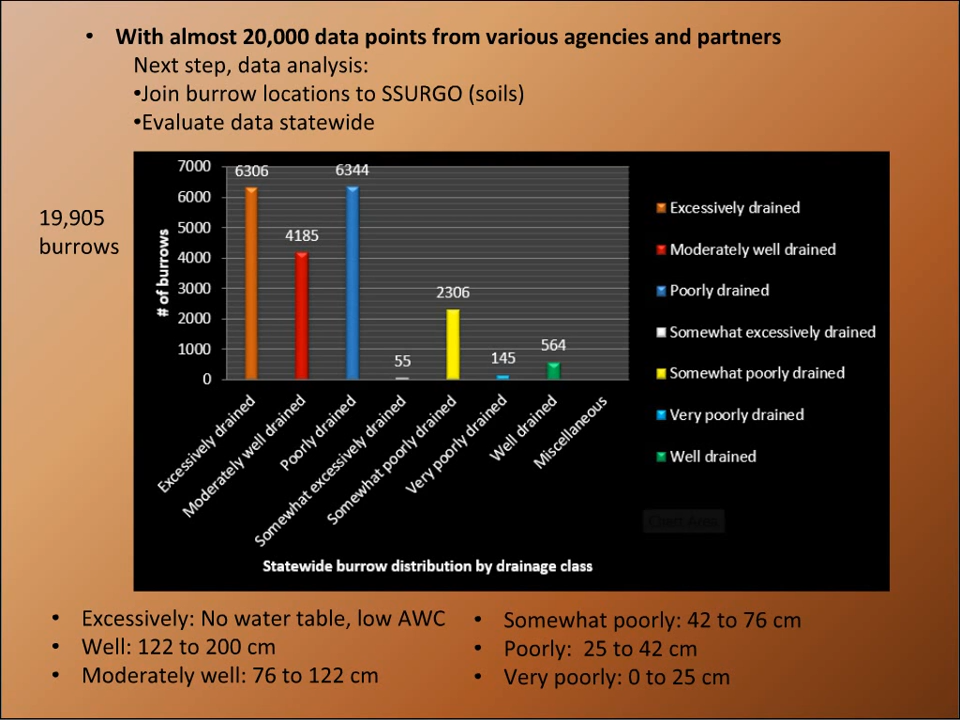 • With almost 20,000 data points from various agencies and partners
Next step, data analysis:
•Join burrow locations to SSURGO (soils)
•Evaluate data statewide
19,905
burrows
# of burrows
7000
6000
5000
4000
3000
2000
1000
0
6306
4185
6344
55
2306
145
564
Excessively drained
Moderately well drained
Poorly drained
Somewhat excessively drained
Somewhat poorly drained
Very poorly drained
Well drained
Miscellaneous
Statewide burrow distribution by drainage class
Excessively drained
Moderately well drained
Poorly drained
Somewhat excessively drained
Somewhat poorly drained
Very poorly drained
Well drained
Chart Area
• Excessively: No water table, low AWC
• Well: 122 to 200 cm
• Moderately well: 76 to 122 cm
• Somewhat poorly: 42 to 76 cm
• Poorly: 25 to 42 cm
• Very poorly: 0 to 25 cm